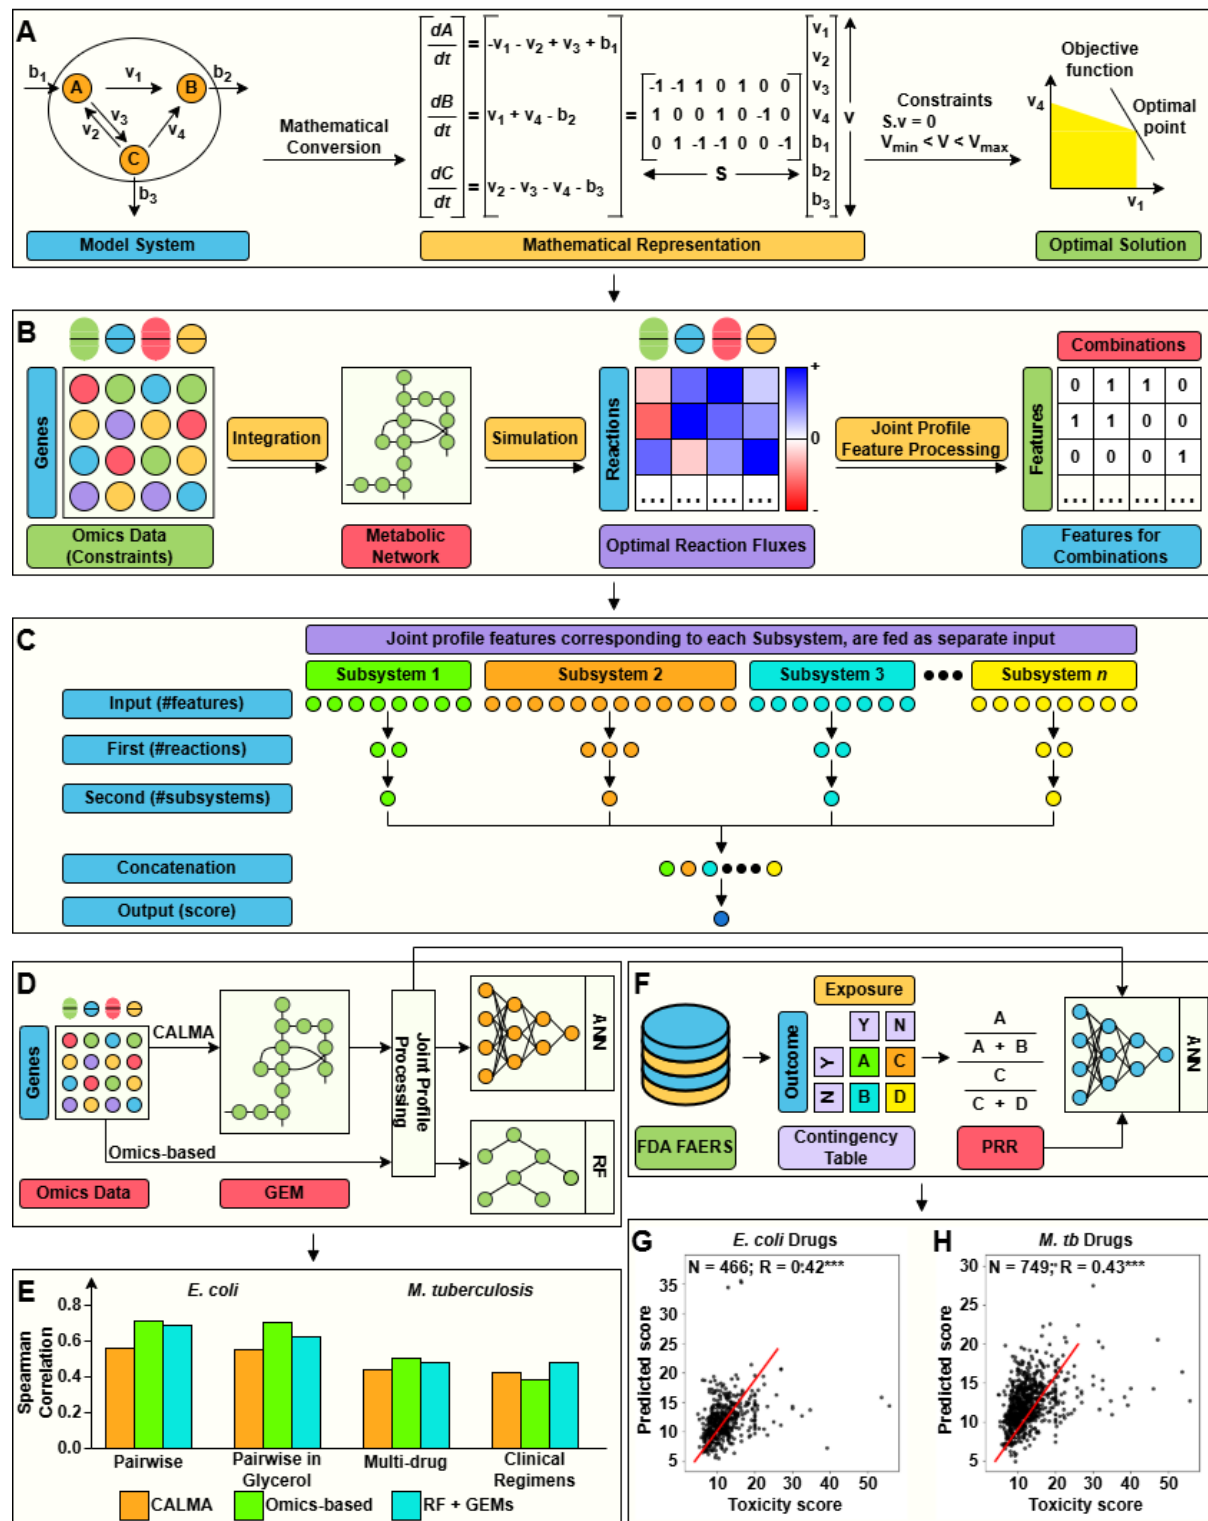 A
b1
A
v1
B
b2
v3
v2
v4
C
b3
Model System
Mathematical
Conversion
dA
dt
=
-v1 - v2 + v3 + b1
dB
dt
=
v1 + v4 - b2
dC
dt
=
v2 - v3 - v4 - b3
=
-1 -1 1 0 1 0 0
1 0 0 1 0 -1 0
0 1 -1 -1 0 0 -1
S
v1
v2
v3
v4
b1
b2
b3
V
Mathematical Representation
Constraints
S.v = 0
Vmin < V < Vmax
Objective
function
Optimal
point
v4
v1
Optimal Solution
B
Genes
Omics Data
(Constraints)
Integration
Metabolic
Network
Simulation
Reactions
... ... ... ...
+
0
-
Optimal Reaction Fluxes
Joint Profile
Feature Processing
Combinations
Features
0 1 1 0
1 1 0 0
0 0 0 1
... ... ... ...
Features for
Combinations
C
Joint profile features corresponding to each Subsystem, are fed as separate input
Subsystem 1
Subsystem 2
Subsystem 3
Subsystem n
Input (#features)
First (#reactions)
Second (#subsystems)
Concatenation
Output (score)
D
Genes
CALMA
Omics-based
Omics Data
GEM
Joint Profile
Processing
ANN
RF
F
FDA FAERS
Exposure
Outcome
Y N
Y A C
N B D
Contingency
Table
A
A + B
C
C + D
PRR
ANN
E
E. coli
M. tuberculosis
Spearman
Correlation
0.8
0.6
0.4
0.2
0.0
Pairwise
Pairwise in
Glycerol
Multi-drug
Clinical
Regimens
CALMA
Omics-based
RF + GEMs
G
E. coli Drugs
N = 466; R = 0.42***
Predicted score
35
30
25
20
15
10
5
10 20 30 40 50
Toxicity score
H
M. tb Drugs
N = 749; R = 0.43***
Predicted score
30
25
20
15
10
5
10 20 30 40 50
Toxicity score